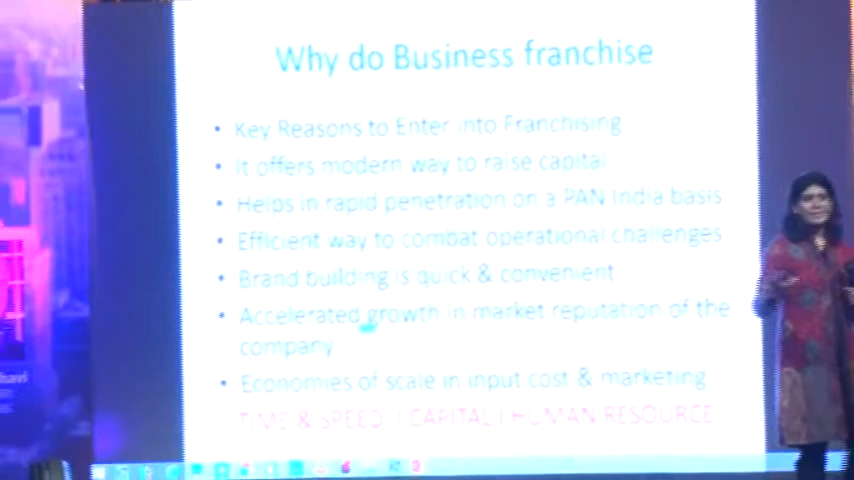 Why do Business franchise
• Key Reasons to Enter into Franchising
• It offers modern way to raise capital
• Helps in rapid penetration on a PAN India basis
• Efficient way to combat operational challenges
• Brand building is quick & convenient
• Accelerated growth in market reputation of the
company
• Economies of scale in input cost & marketing
TIME & SPEED | CAPITAL | HUMAN RESOURCE